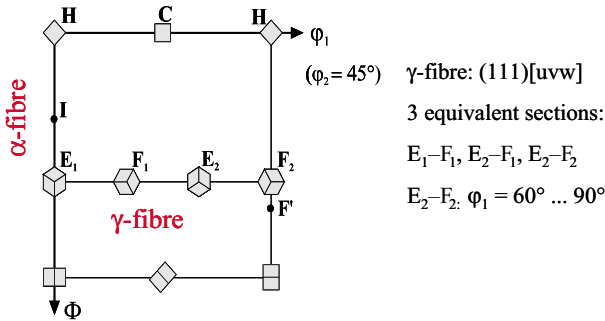 H C H
φ₁
(φ₂ = 45°)
γ-fibre: (111)[uvw]
3 equivalent sections:
α-fibre
I
E₁ F₁ E₂ F₂
E₁–F₁, E₂–F₁, E₂–F₂
E₂–F₂: φ₁ = 60° ... 90°
γ-fibre
F'
Φ